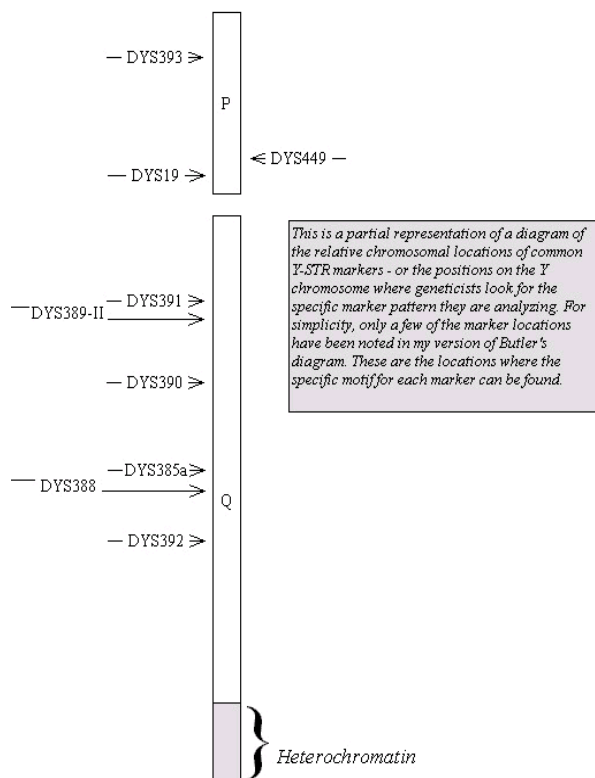 DYS393
P
DYS449
DYS19
This is a partial representation of a diagram of
the relative chromosomal locations of common
Y-STR markers - or the positions on the Y
chromosome where geneticists look for the
specific marker pattern they are analyzing. For
simplicity, only a few of the marker locations
have been noted in my version of Butler's
diagram. These are the locations where the
specific motif for each marker can be found.
DYS391
DYS389-II
DYS390
DYS385a
DYS388
Q
DYS392
Heterochromatin